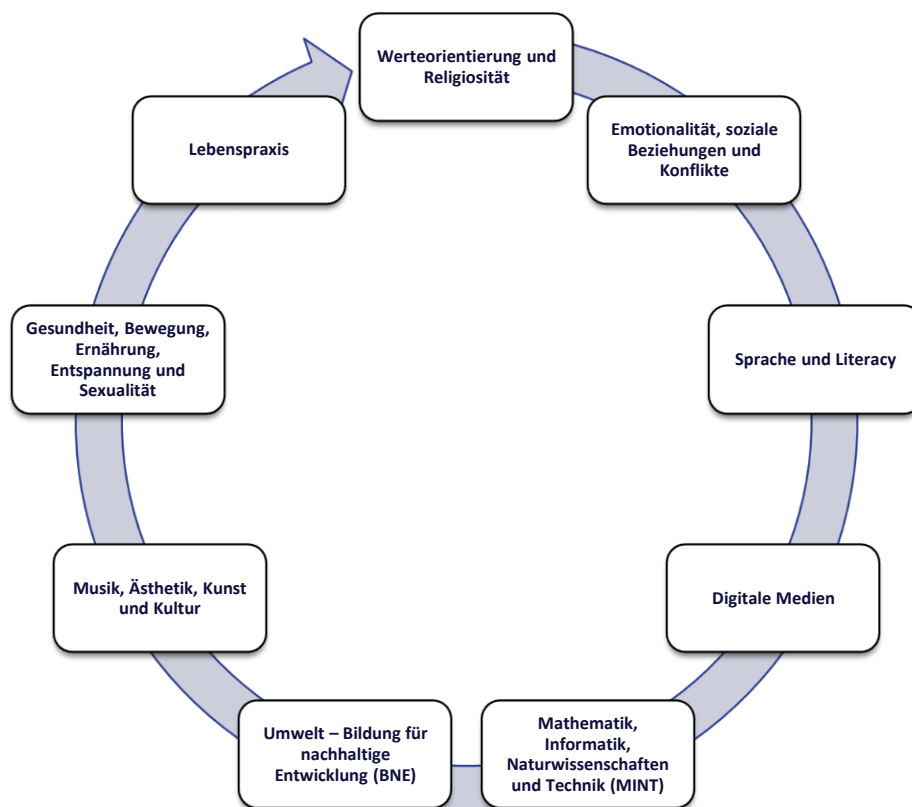 Werteorientierung und
Religiosität
Emotionalität, soziale
Beziehungen und
Konflikte
Sprache und Literacy
Digitale Medien
Mathematik,
Informatik,
Naturwissenschaften
und Technik (MINT)
Umwelt – Bildung für
nachhaltige
Entwicklung (BNE)
Musik, Ästhetik, Kunst
und Kultur
Gesundheit, Bewegung,
Ernährung,
Entspannung und
Sexualität
Lebenspraxis